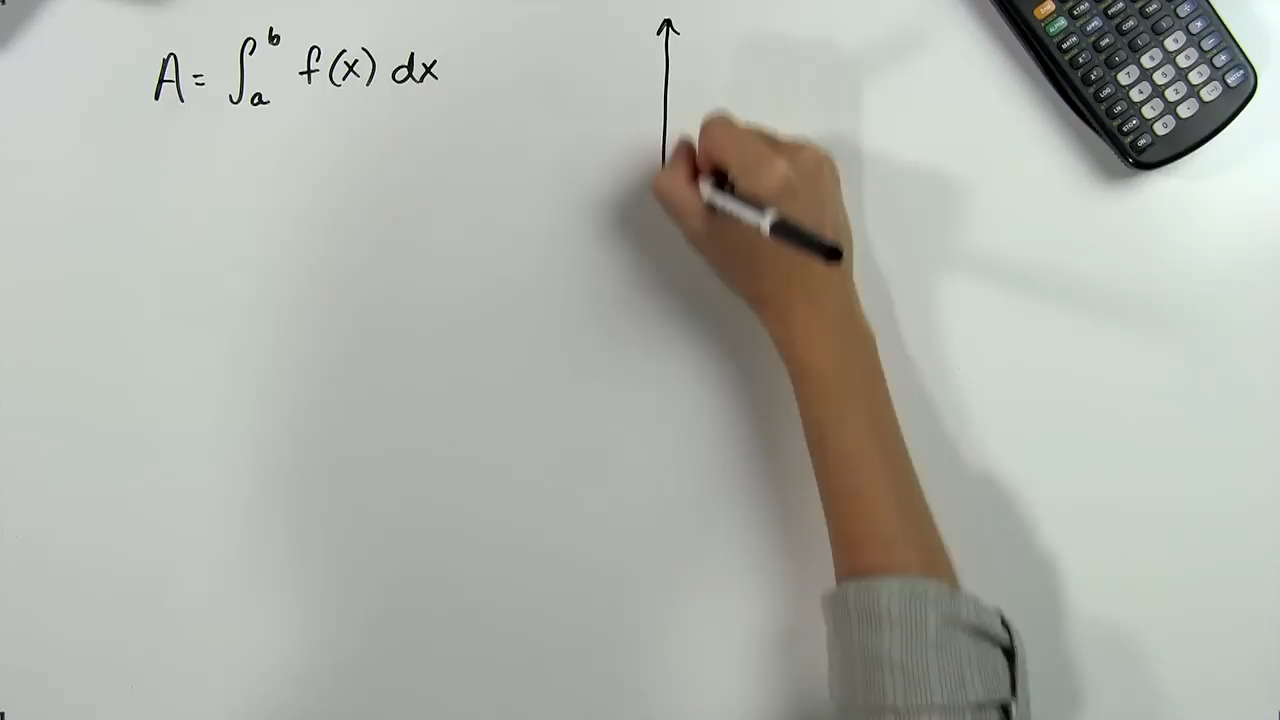 A = ∫_a^b f(x) dx